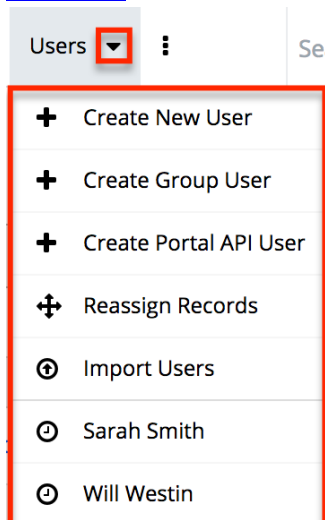 Users
Se
Create New User
Create Group User
Create Portal API User
Reassign Records
Import Users
Sarah Smith
Will Westin